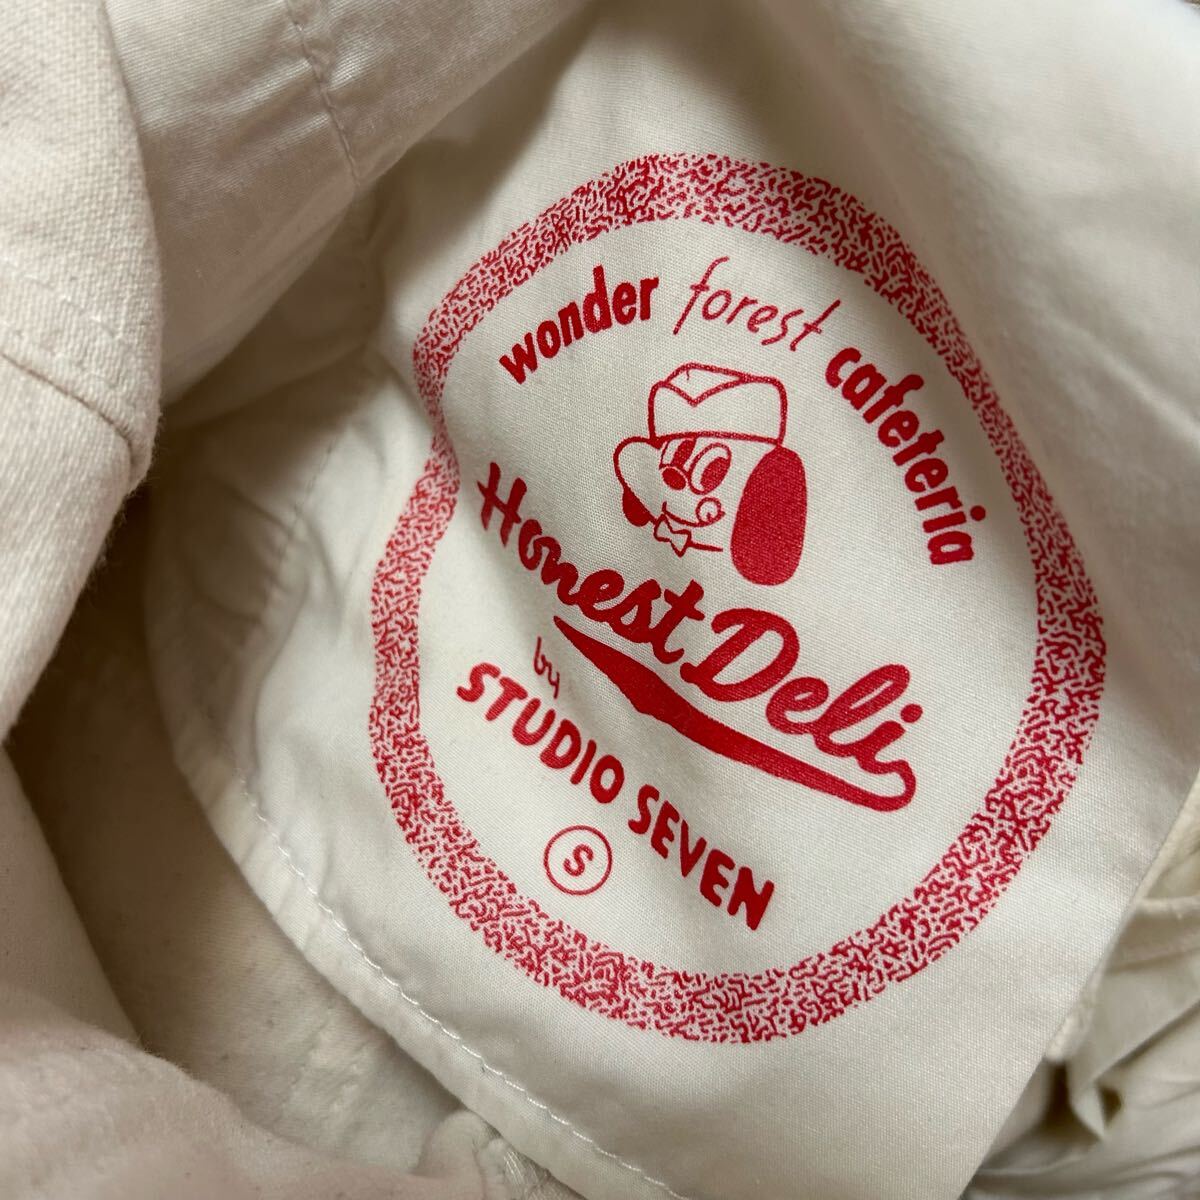 wonder forest cafeteria
Honest Deli
by
STUDIO SEVEN
S